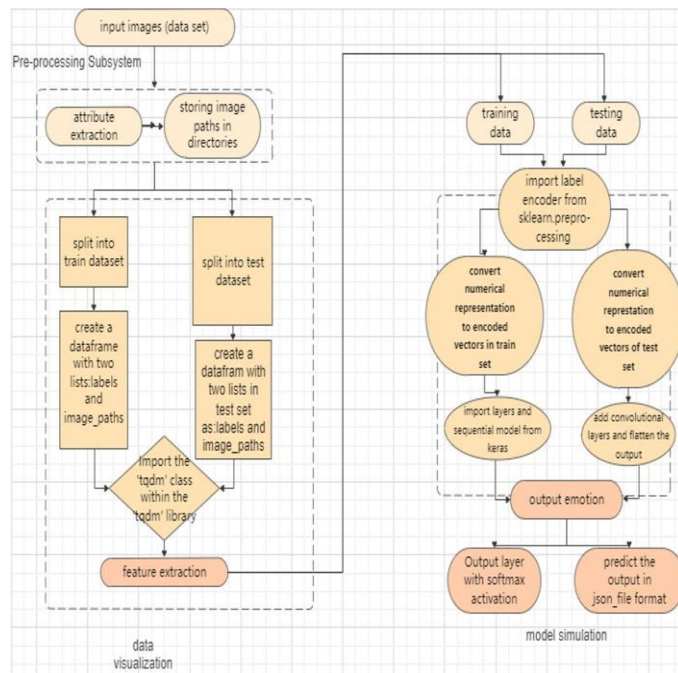 input images (data set)
Pre-processing Subsystem
attribute
extraction
storing image
paths in
directories
split into
train dataset
split into test
dataset
create a
dataframe
with two
lists:labels
and
image_paths
create a
datafram with
two lists in
test set
as:labels and
image_paths
Import the
'tqdm' class
within the
'tqdm' library
feature extraction
data
visualization
training
data
testing
data
import label
encoder from
sklearn.prepro-
cessing
convert
numerical
representation
to encoded
vectors in train
set
convert
numerical
represtation
to encoded
vectors of test
set
import layers and
sequential model from
keras
add convolutional
layers and flatten the
output
output emotion
Output layer
with softmax
activation
predict the
output in
json_file format
model simulation